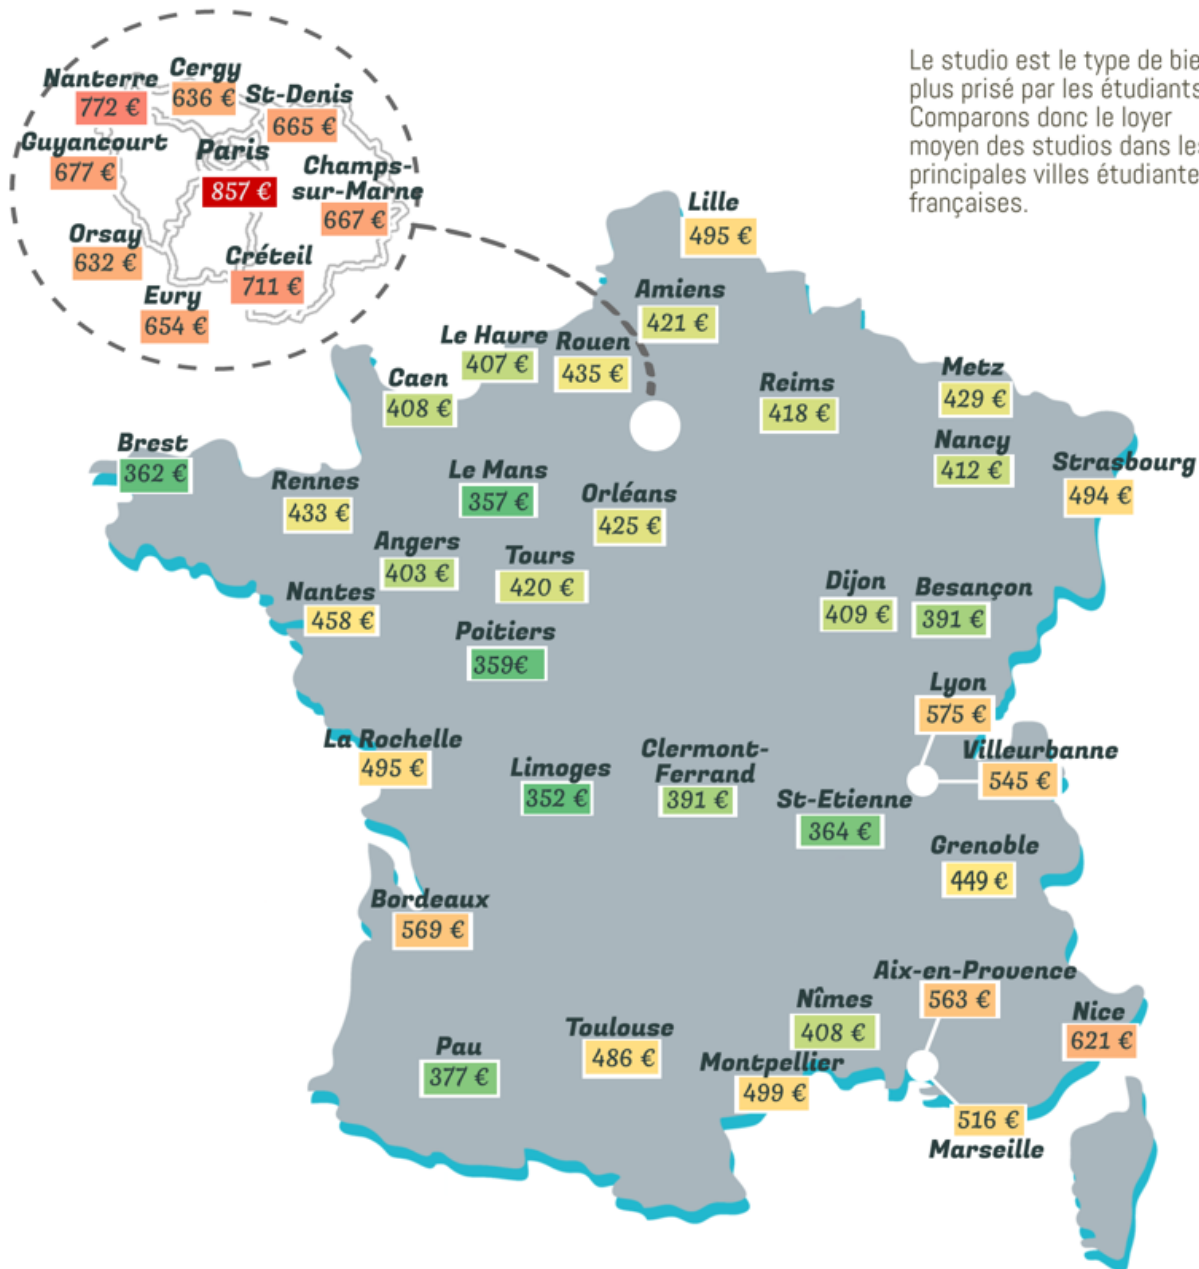 Le studio est le type de bie
plus prisé par les étudiants
Comparons donc le loyer
moyen des studios dans les
principales villes étudiante
françaises.
Nanterre
772 €
Cergy
636 €
St-Denis
665 €
Guyancourt
677 €
Paris
857 €
Champs-
sur-Marne
667 €
Orsay
632 €
Créteil
711 €
Evry
654 €
Lille
495 €
Amiens
421 €
Le Havre
407 €
Rouen
435 €
Caen
408 €
Reims
418 €
Metz
429 €
Brest
362 €
Rennes
433 €
Le Mans
357 €
Orléans
425 €
Nancy
412 €
Strasbourg
494 €
Angers
403 €
Tours
420 €
Nantes
458 €
Dijon
409 €
Besançon
391 €
Poitiers
359€
Lyon
575 €
Villeurbanne
545 €
La Rochelle
495 €
Limoges
352 €
Clermont-
Ferrand
391 €
St-Etienne
364 €
Grenoble
449 €
Bordeaux
569 €
Aix-en-Provence
563 €
Nîmes
408 €
Nice
621 €
Pau
377 €
Toulouse
486 €
Montpellier
499 €
516 €
Marseille